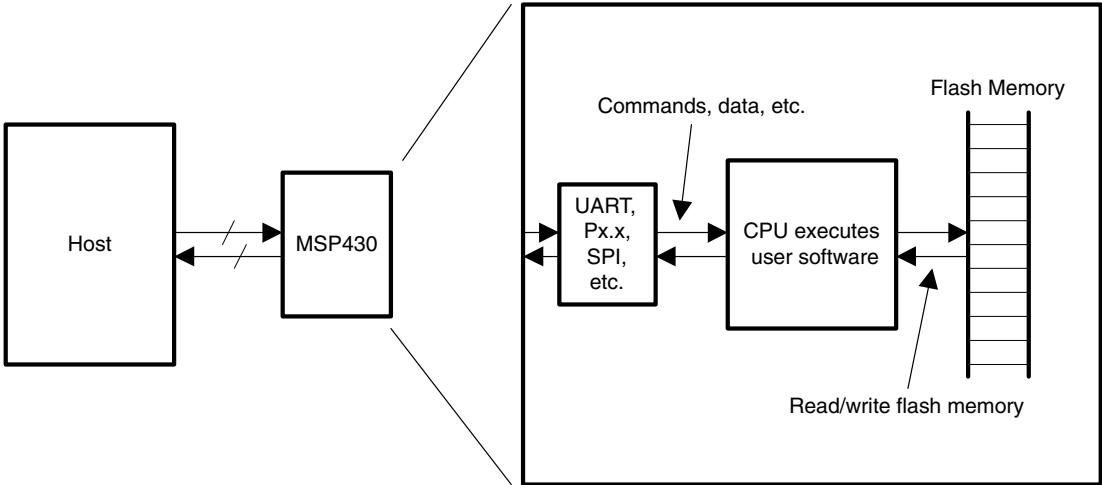 Host
MSP430
Commands, data, etc.
Flash Memory
UART,
Px.x,
SPI,
etc.
CPU executes
user software
Read/write flash memory